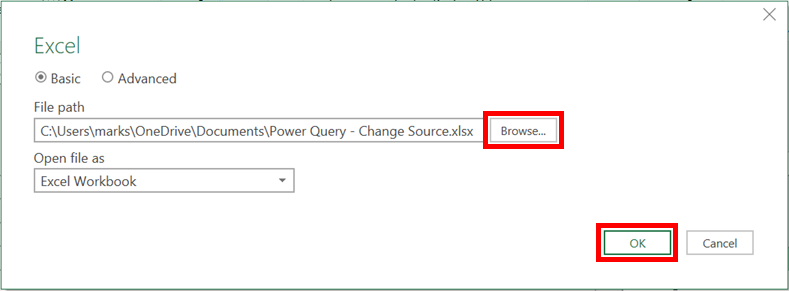 Excel
Basic Advanced
File path
C:\Users\marks\OneDrive\Documents\Power Query - Change Source.xlsx Browse...
Open file as
Excel Workbook
OK Cancel